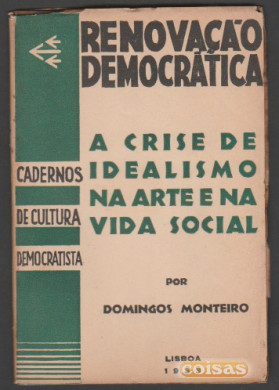 RENOVAÇÃO
DEMOCRÁTICA
A CRISE DE
IDEALISMO
NA ARTE E NA
VIDA SOCIAL
CADERNOS
DE CULTURA
DEMOCRATISTA
POR
DOMINGOS MONTEIRO
LISBOA
coisas